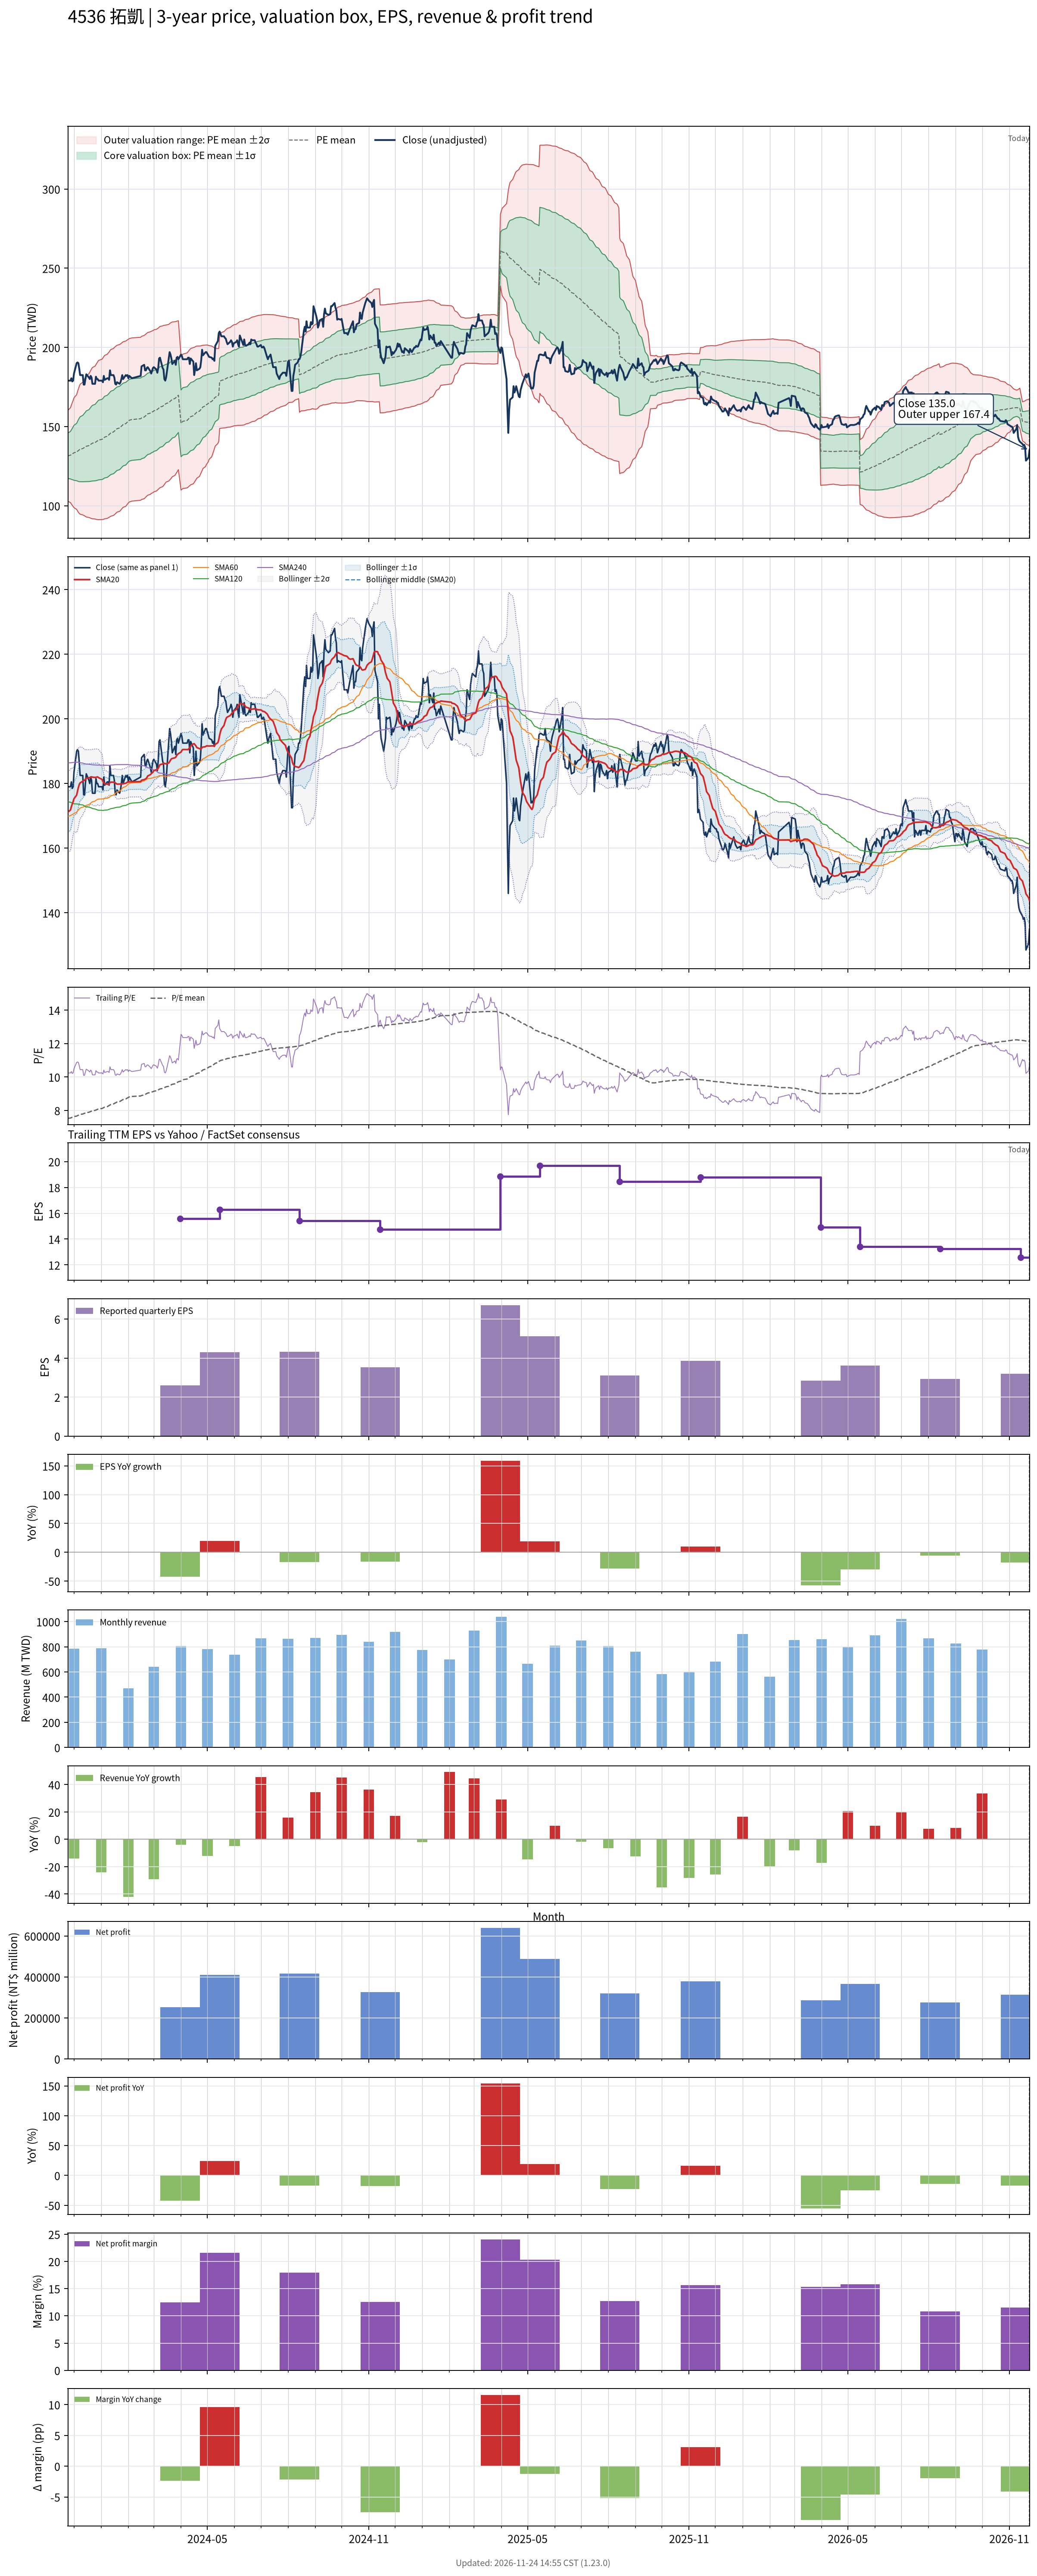 4536 拓凱 | 3-year price, valuation box, EPS, revenue & profit trend
Outer valuation range: PE mean ±2σ
Core valuation box: PE mean ±1σ
PE mean
Close (unadjusted)
Today
Price (TWD)
300
250
200
150
100
Close 135.0
Outer upper 167.4
Close (same as panel 1)
SMA20
SMA60
SMA120
SMA240
Bollinger ±2σ
Bollinger ±1σ
Bollinger middle (SMA20)
Price
240
220
200
180
160
140
Trailing P/E
P/E mean
P/E
14
12
10
8
Trailing TTM EPS vs Yahoo / FactSet consensus
Today
EPS
20
18
16
14
12
Reported quarterly EPS
EPS
6
4
2
0
EPS YoY growth
YoY (%)
150
100
50
0
-50
Monthly revenue
Revenue (M TWD)
1000
800
600
400
200
0
Revenue YoY growth
YoY (%)
40
20
0
-20
-40
Month
Net profit
Net profit (NT$ million)
600000
400000
200000
0
Net profit YoY
YoY (%)
150
100
50
0
-50
Net profit margin
Margin (%)
25
20
15
10
5
0
Margin YoY change
Δ margin (pp)
10
5
0
-5
2024-05
2024-11
2025-05
2025-11
2026-05
2026-11
Updated: 2026-11-24 14:55 CST (1.23.0)